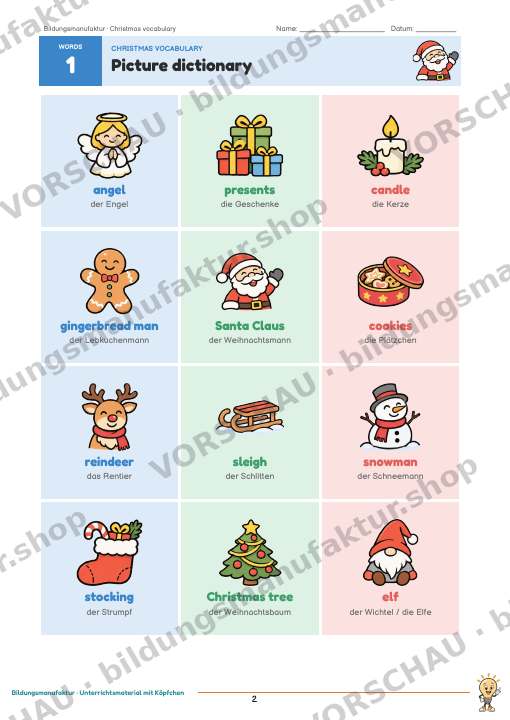 Bildungsmanufaktur · Christmas vocabulary Name: Datum:
WORDS
1
CHRISTMAS VOCABULARY
Picture dictionary
angel
der Engel
presents
die Geschenke
candle
die Kerze
gingerbread man
der Lebkuchenmann
Santa Claus
der Weihnachtsmann
cookies
die Plätzchen
reindeer
das Rentier
sleigh
der Schlitten
snowman
der Schneemann
stocking
der Strumpf
Christmas tree
der Weihnachtsbaum
elf
der Wichtel / die Elfe
Bildungsmanufaktur · Unterrichtsmaterial mit Köpfchen
2
VORSCHAU · bildungsmanufaktur.shop